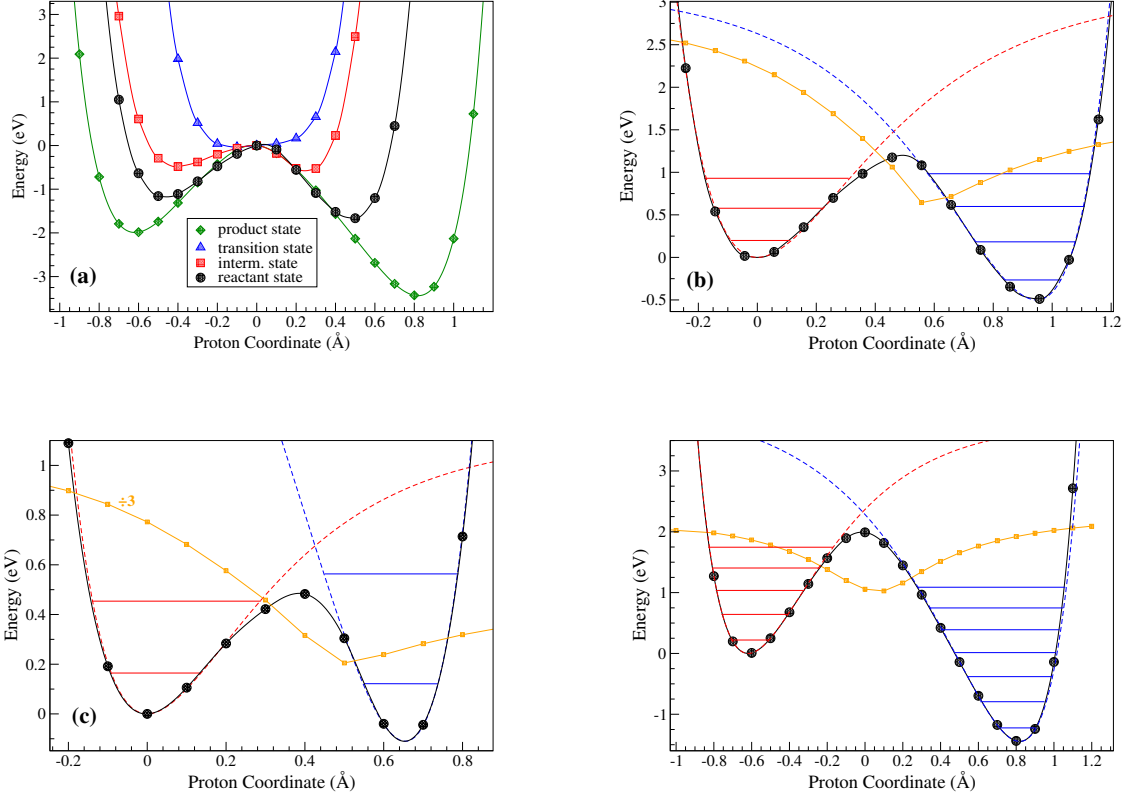 3
2
1
0
-1
-2
-3
Energy (eV)
(a)
product state
transition state
interm. state
reactant state
-1 -0.8 -0.6 -0.4 -0.2 0 0.2 0.4 0.6 0.8 1
Proton Coordinate (Å)
3
2.5
2
1.5
1
0.5
0
-0.5
Energy (eV)
(b)
-0.2 0 0.2 0.4 0.6 0.8 1 1.2
Proton Coordinate (Å)
1
0.8
0.6
0.4
0.2
0
Energy (eV)
÷3
(c)
-0.2 0 0.2 0.4 0.6 0.8
Proton Coordinate (Å)
3
2
1
0
-1
Energy (eV)
-1 -0.8 -0.6 -0.4 -0.2 0 0.2 0.4 0.6 0.8 1 1.2
Proton Coordinate (Å)